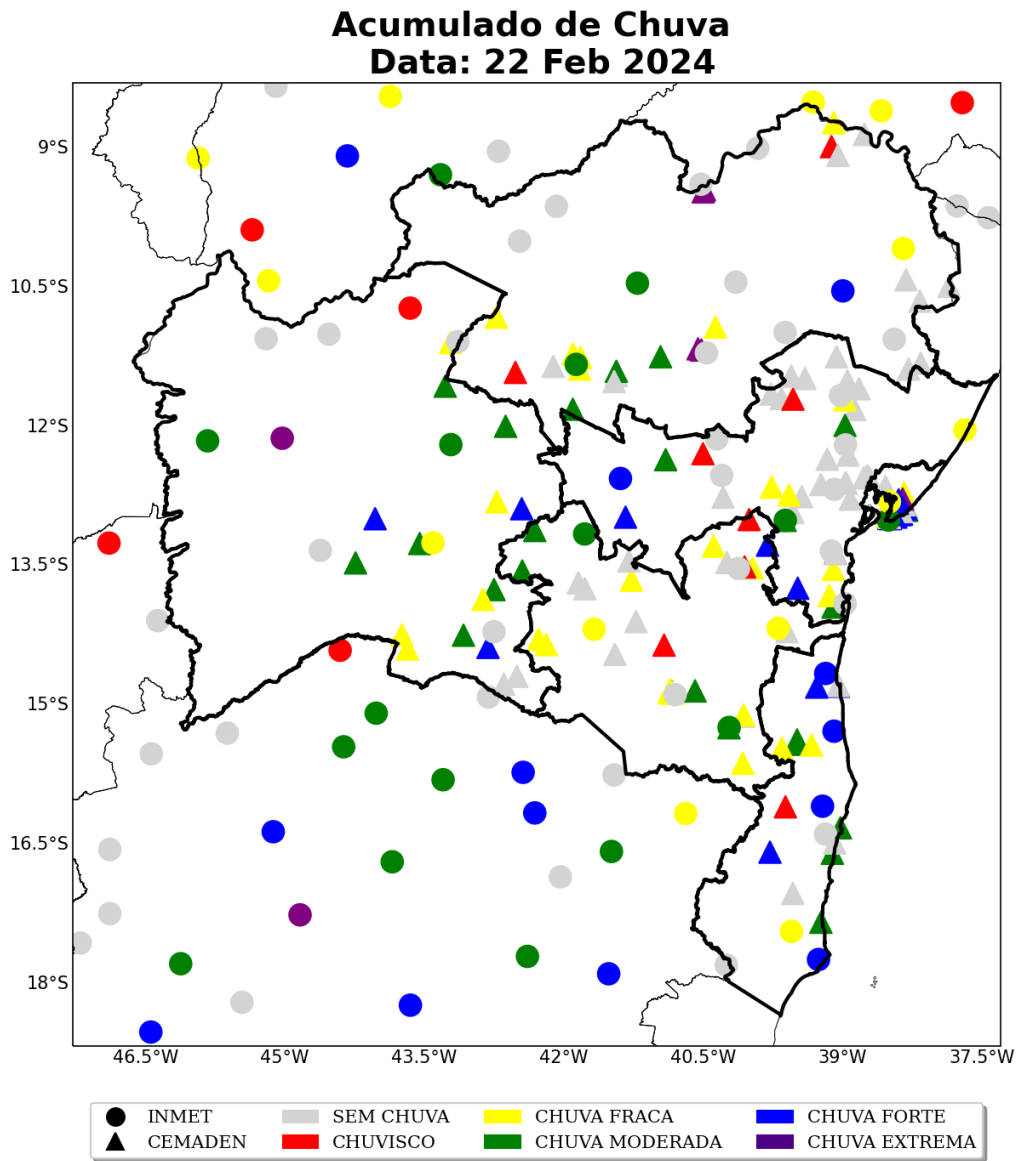 Acumulado de Chuva
Data: 22 Feb 2024
9°S
10.5°S
12°S
13.5°S
15°S
16.5°S
18°S
46.5°W 45°W 43.5°W 42°W 40.5°W 39°W 37.5°W
INMET SEM CHUVA CHUVA FRACA CHUVA FORTE
CEMADEN CHUVISCO CHUVA MODERADA CHUVA EXTREMA